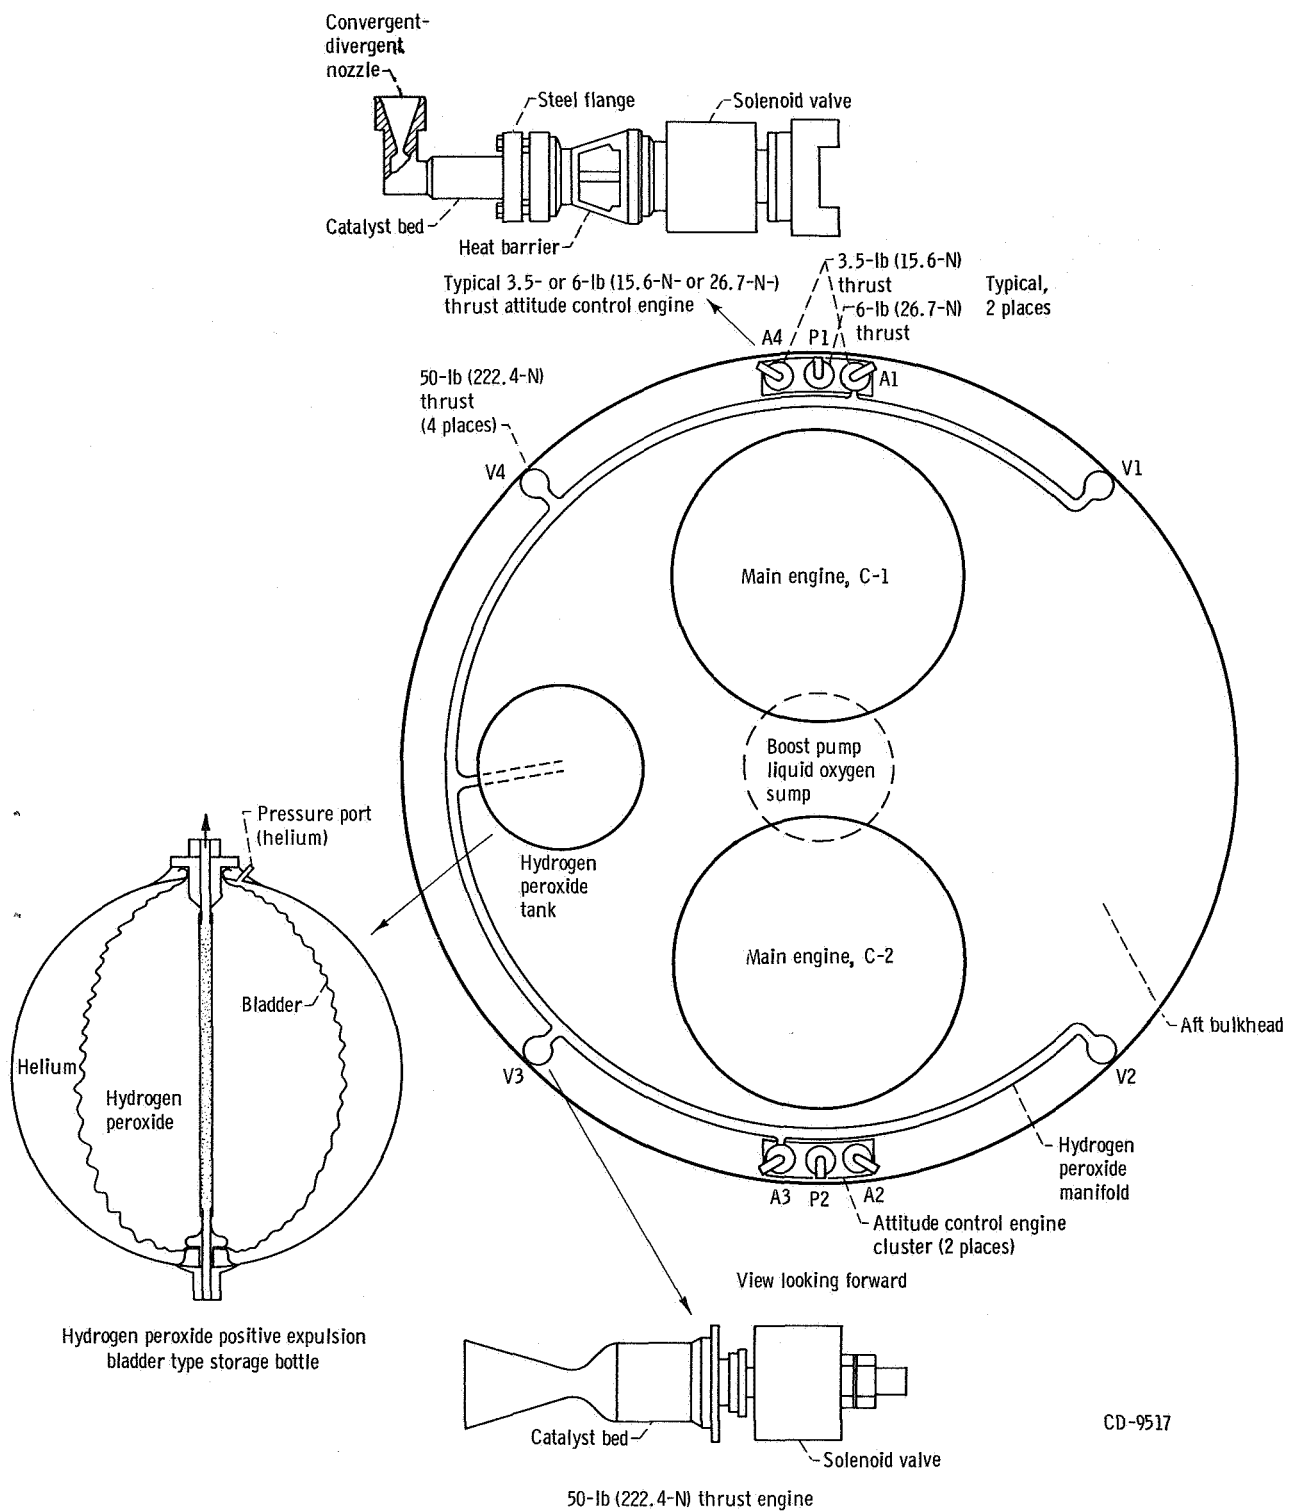 Convergent-
divergent
nozzle
Steel flange
Solenoid valve
Catalyst bed
Heat barrier
Typical 3.5- or 6-lb (15.6-N- or 26.7-N-)
thrust attitude control engine
3.5-lb (15.6-N)
thrust
6-lb (26.7-N)
thrust
Typical,
2 places
A4
P1
A1
50-lb (222.4-N)
thrust
(4 places)
V4
V1
Main engine, C-1
Boost pump
liquid oxygen
sump
Hydrogen
peroxide
tank
Pressure port
(helium)
Bladder
Helium
Hydrogen
peroxide
Main engine, C-2
Aft bulkhead
V3
V2
Hydrogen
peroxide
manifold
A3
P2
A2
Attitude control engine
cluster (2 places)
View looking forward
Hydrogen peroxide positive expulsion
bladder type storage bottle
Catalyst bed
Solenoid valve
CD-9517
50-lb (222.4-N) thrust engine